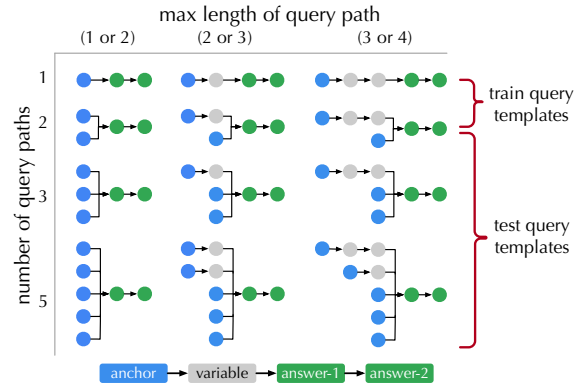 max length of query path
(1 or 2) (2 or 3) (3 or 4)
number of query paths
1
2
3
5
train query
templates
test query
templates
anchor variable answer-1 answer-2